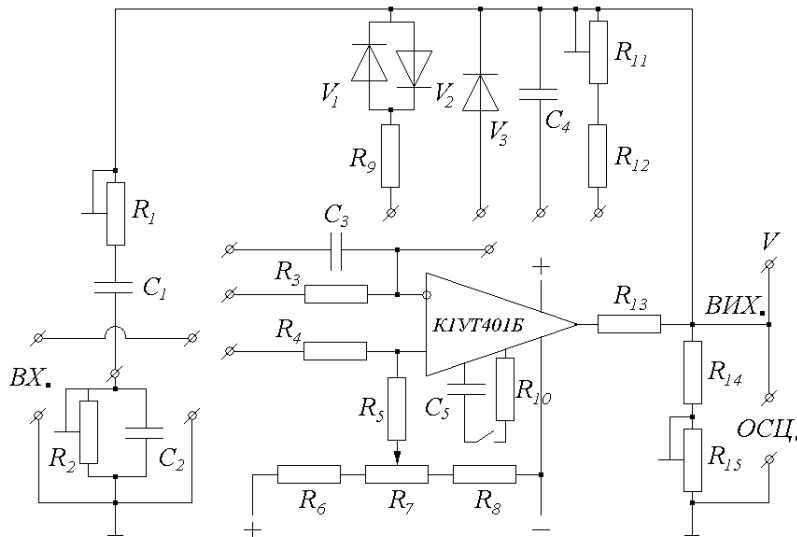 V₁
V₂
V₃
C₄
R₁₁
R₉
R₁₂
R₁
C₃
V
C₁
R₃
+
R₁₃
ВИХ.
К1УТ401Б
R₄
ВХ.
R₁₄
R₂
C₂
R₅
C₅
R₁₀
ОСЦ.
R₁₅
R₆
R₇
R₈
+
−